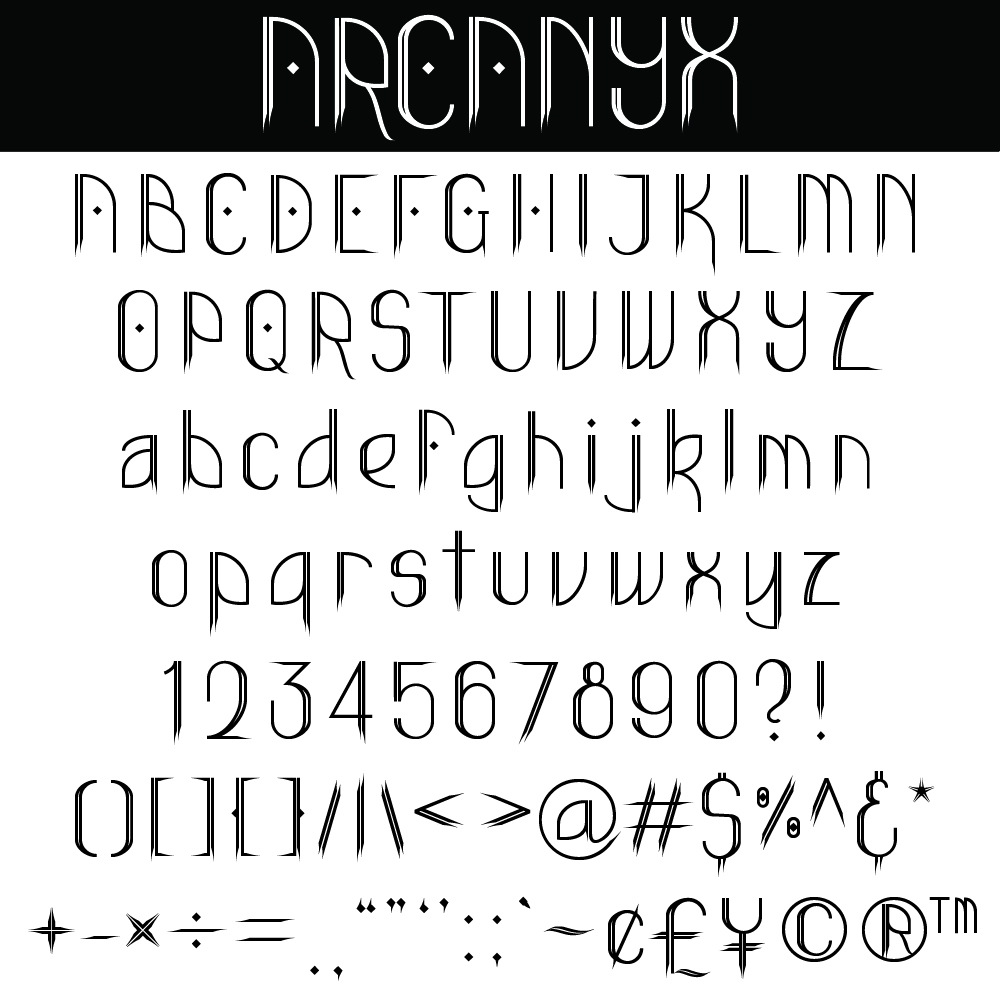 ARCANYX
ABCDEFGHIJKLMN
OPQRSTUVWXYZ
abcdefghijklmn
opqrstuvwxyz
1234567890?!
()[]{}/|\<>@#$%^&*
+-×÷=.,“”‘’:;`~¢£¥©®™